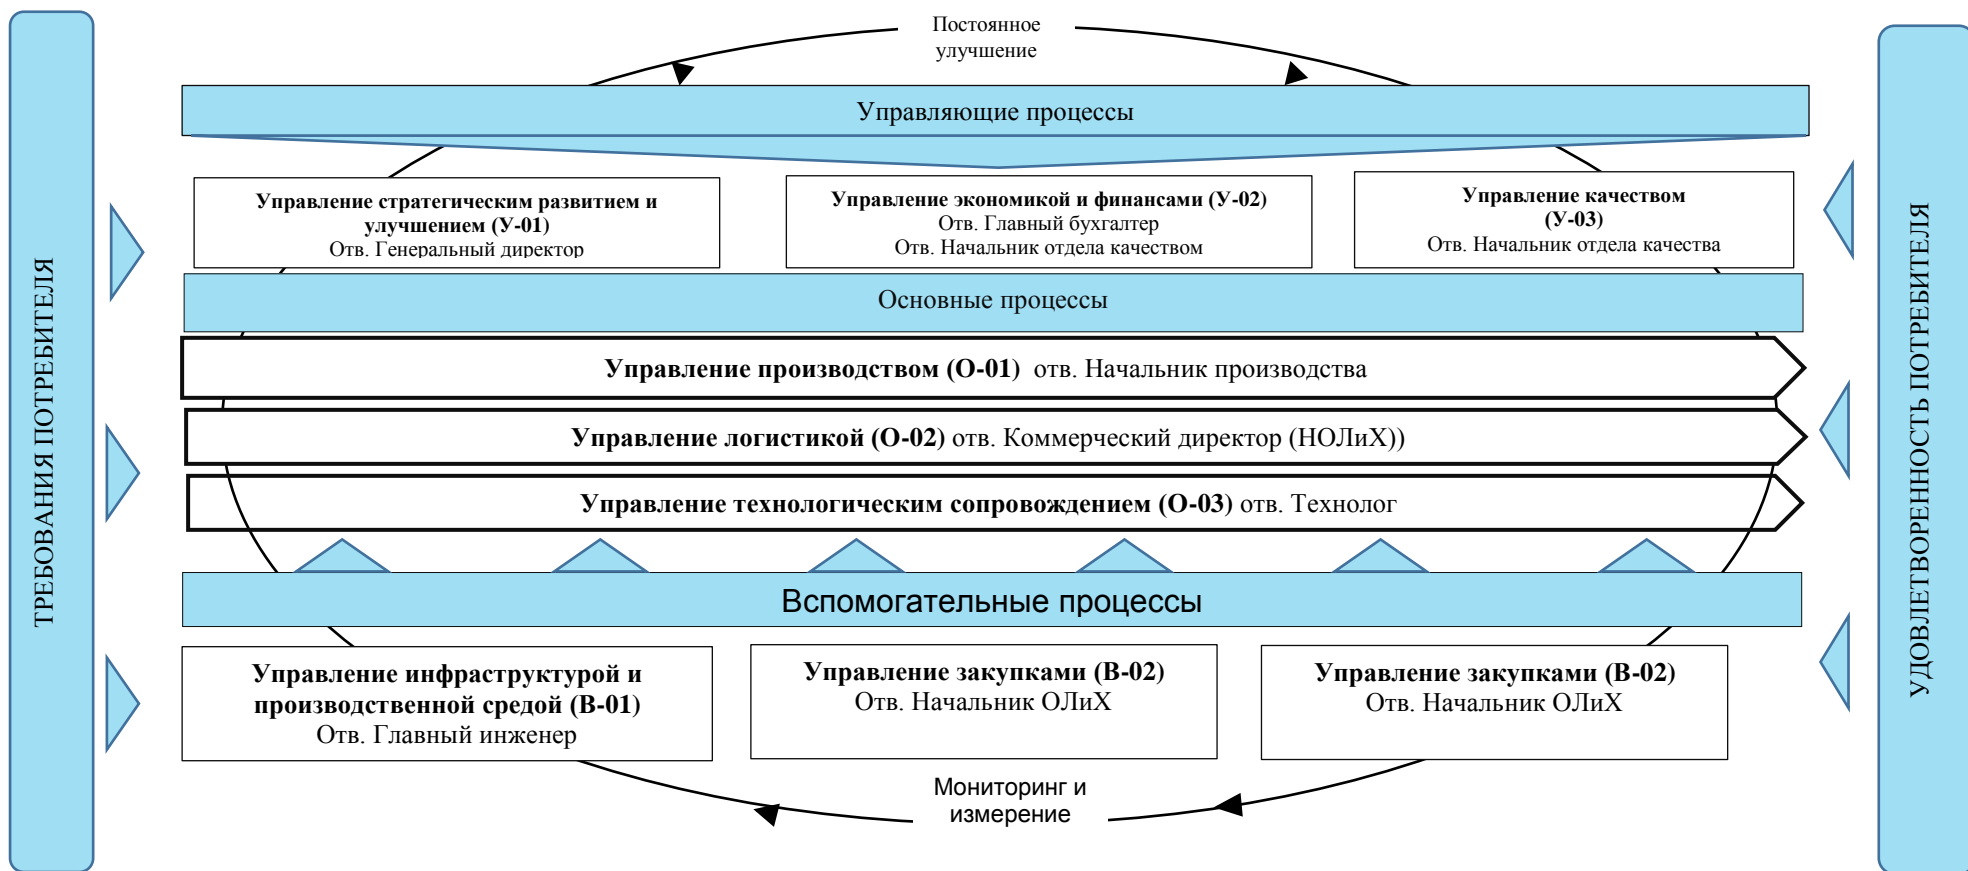 Постоянное
улучшение
Управляющие процессы
Управление стратегическим развитием и
улучшением (У-01)
Отв. Генеральный директор
Управление экономикой и финансами (У-02)
Отв. Главный бухгалтер
Отв. Начальник отдела качеством
Управление качеством
(У-03)
Отв. Начальник отдела качества
Основные процессы
Управление производством (О-01) отв. Начальник производства
Управление логистикой (О-02) отв. Коммерческий директор (НОЛиХ))
Управление технологическим сопровождением (О-03) отв. Технолог
Вспомогательные процессы
Управление инфраструктурой и
производственной средой (В-01)
Отв. Главный инженер
Управление закупками (В-02)
Отв. Начальник ОЛиХ
Управление закупками (В-02)
Отв. Начальник ОЛиХ
Мониторинг и
измерение
ТРЕБОВАНИЯ ПОТРЕБИТЕЛЯ
УДОВЛЕТВОРЕННОСТЬ ПОТРЕБИТЕЛЯ